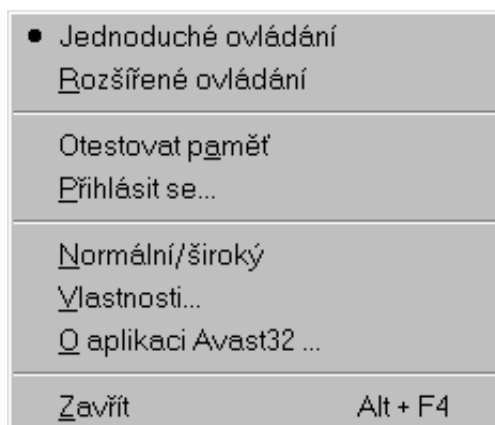 Jednoduché ovládání
Rozšířené ovládání
Otestovat paměť
Přihlásit se...
Normální/široký
Vlastnosti...
O aplikaci Avast32 ...
Zavřít Alt + F4